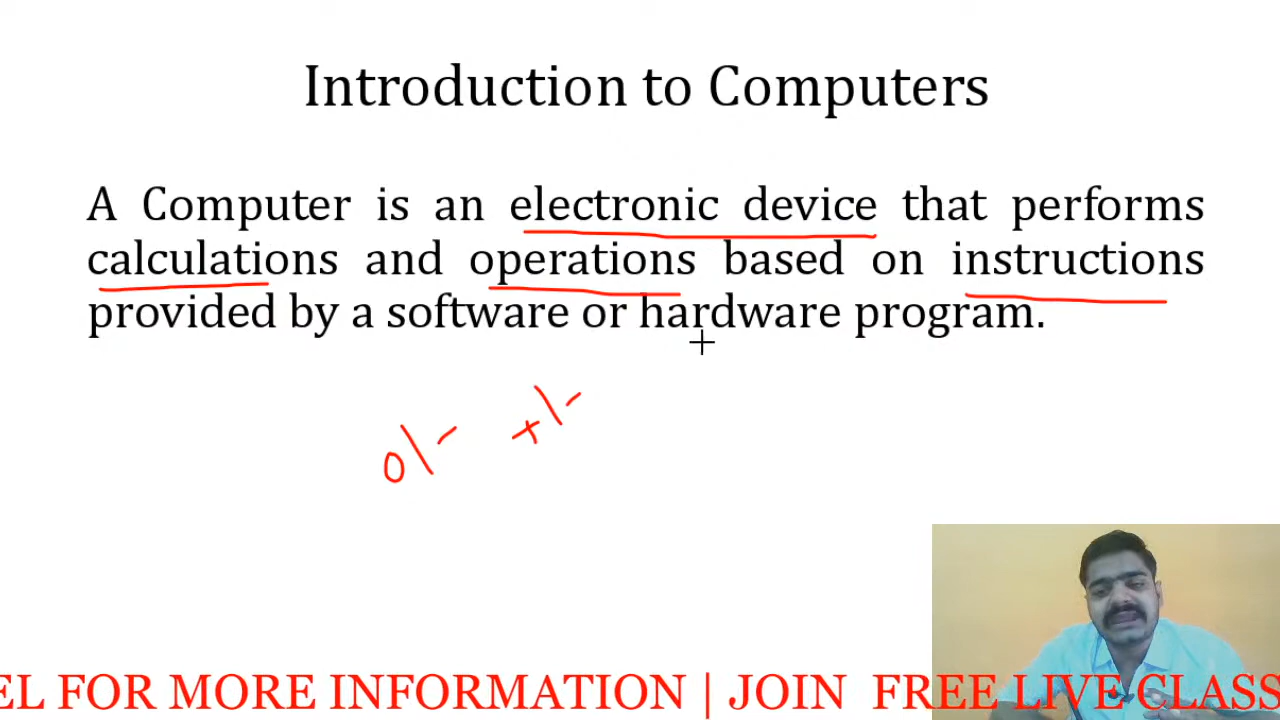 Introduction to Computers
A Computer is an electronic device that performs
calculations and operations based on instructions
provided by a software or hardware program.
0/- +/-
EL FOR MORE INFORMATION | JOIN FREE LIVE CLASS